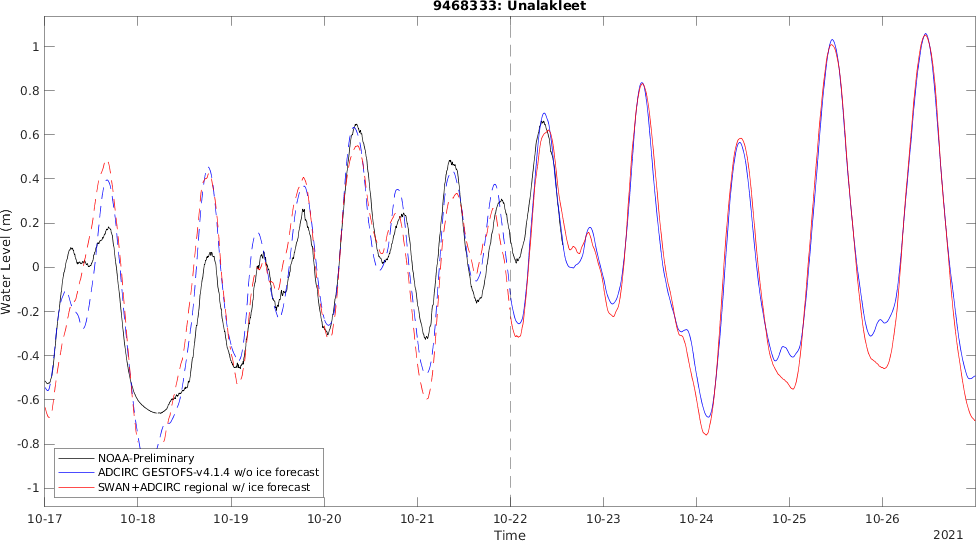 9468333: Unalakleet
Water Level (m)
1
0.8
0.6
0.4
0.2
0
-0.2
-0.4
-0.6
-0.8
-1
NOAA-Preliminary
ADCIRC GESTOFS-v4.1.4 w/o ice forecast
SWAN+ADCIRC regional w/ ice forecast
10-17 10-18 10-19 10-20 10-21 10-22 10-23 10-24 10-25 10-26
Time
2021